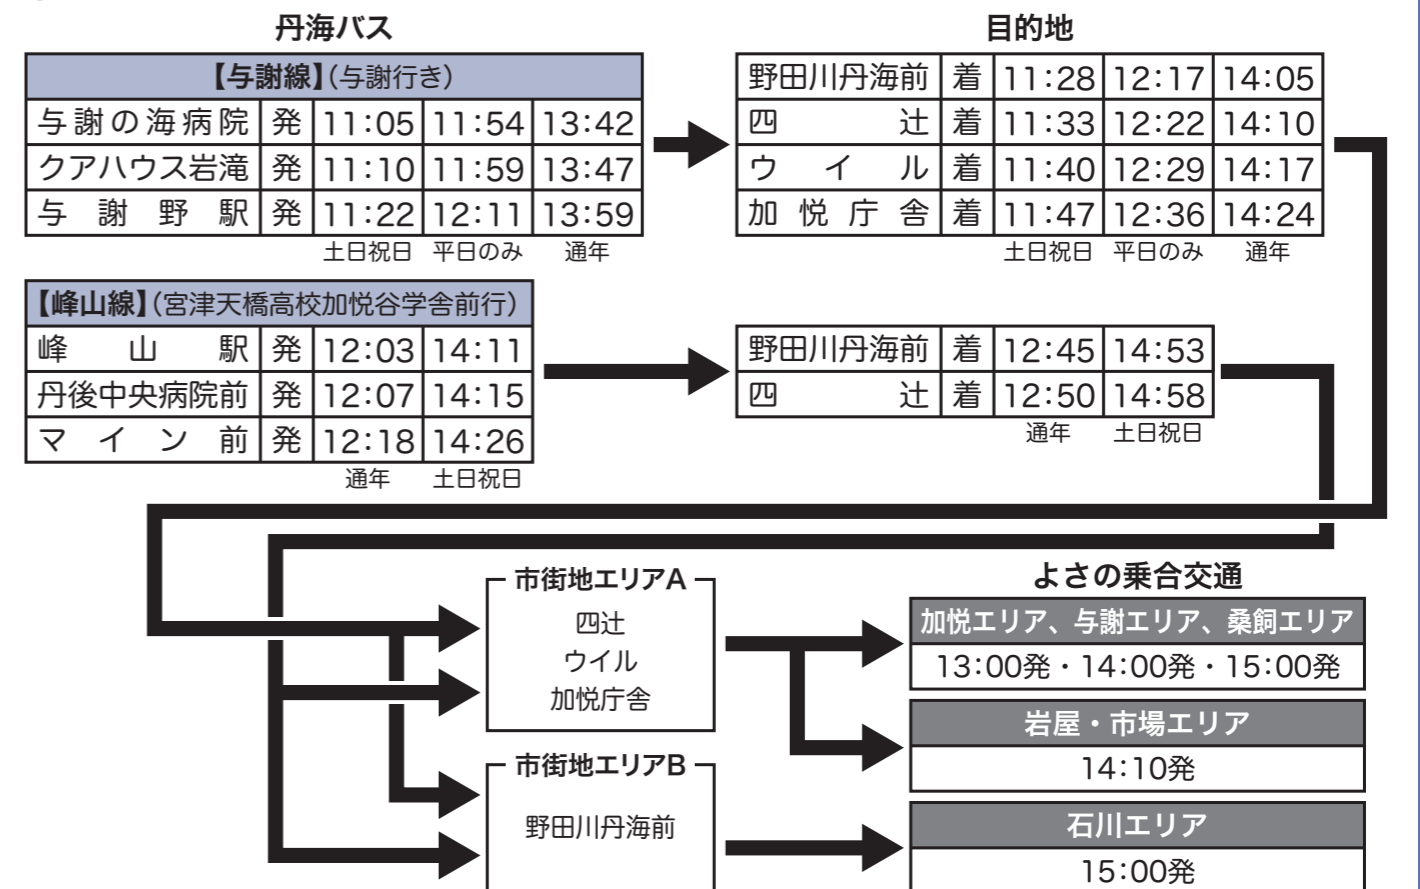 丹海バス
【与謝線】(与謝行き)
与謝の海病院 発 11:05 11:54 13:42
クアハウス岩滝 発 11:10 11:59 13:47
与謝野駅 発 11:22 12:11 13:59
土日祝日 平日のみ 通年
目的地
野田川丹海前 着 11:28 12:17 14:05
四辻 着 11:33 12:22 14:10
ウイル 着 11:40 12:29 14:17
加悦庁舎 着 11:47 12:36 14:24
土日祝日 平日のみ 通年
【峰山線】(宮津天橋高校加悦谷学舎前行)
峰山駅 発 12:03 14:11
丹後中央病院前 発 12:07 14:15
マイン前 発 12:18 14:26
通年 土日祝日
野田川丹海前 着 12:45 14:53
四辻 着 12:50 14:58
通年 土日祝日
市街地エリアA
四辻
ウイル
加悦庁舎
市街地エリアB
野田川丹海前
よさの乗合交通
加悦エリア、与謝エリア、桑飼エリア
13:00発・14:00発・15:00発
岩屋・市場エリア
14:10発
石川エリア
15:00発